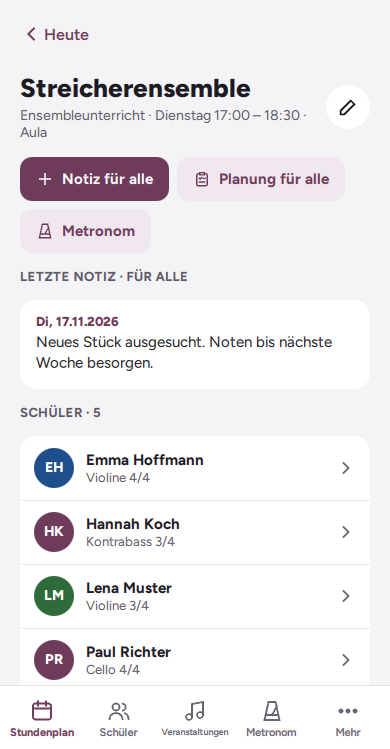 Heute
Streicherensemble
Ensembleunterricht · Dienstag 17:00 – 18:30 ·
Aula
Notiz für alle
Planung für alle
Metronom
LETZTE NOTIZ · FÜR ALLE
Di, 17.11.2026
Neues Stück ausgesucht. Noten bis nächste
Woche besorgen.
SCHÜLER · 5
EH
Emma Hoffmann
Violine 4/4
HK
Hannah Koch
Kontrabass 3/4
LM
Lena Muster
Violine 3/4
PR
Paul Richter
Cello 4/4
Stundenplan
Schüler
Veranstaltungen
Metronom
Mehr